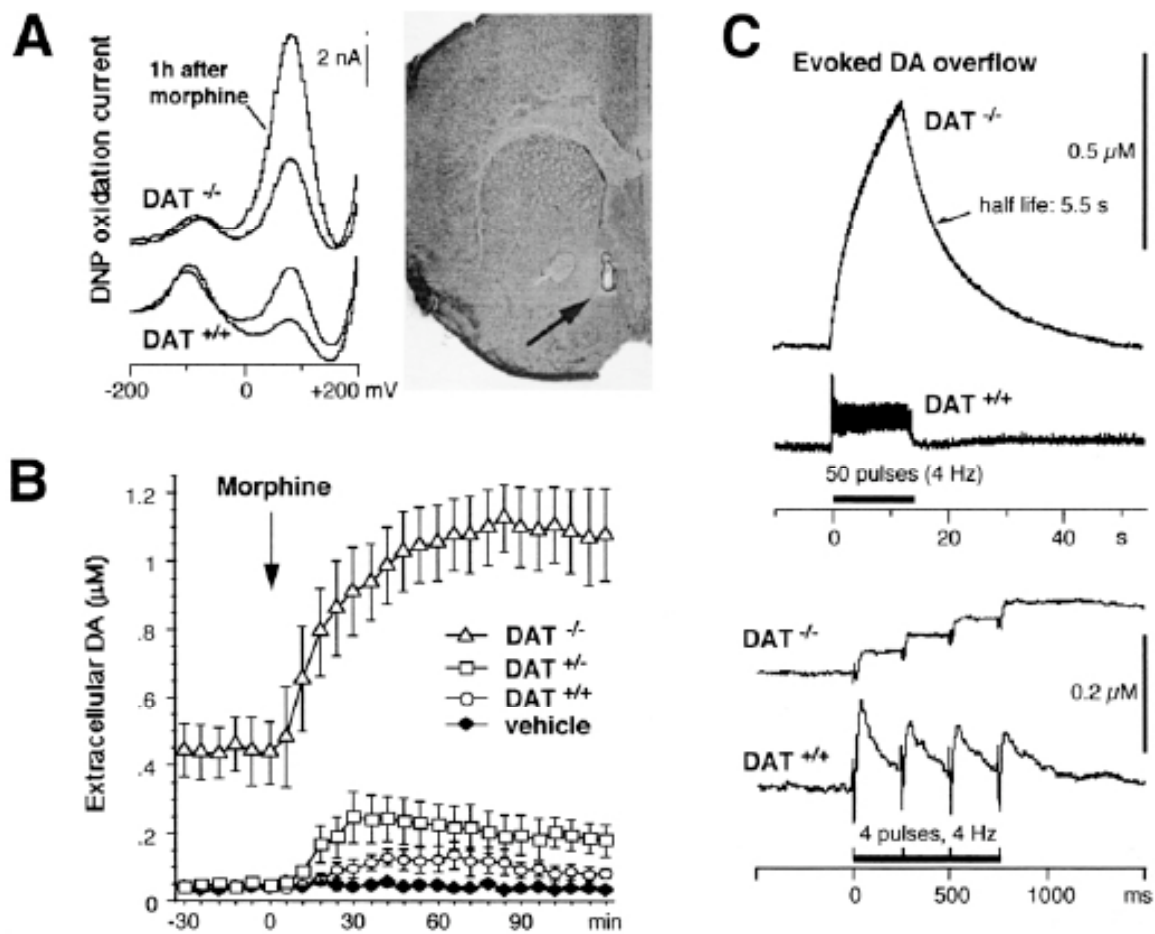 A
DNP oxidation current
1h after
morphine
2 nA
DAT -/-
DAT +/+
-200
0
+200 mV
B
Extracellular DA (μM)
1.2
1
.8
.6
.4
.2
0
Morphine
DAT -/-
DAT +/-
DAT +/+
vehicle
-30
0
30
60
90
min
C
Evoked DA overflow
DAT -/-
0.5 μM
half life: 5.5 s
DAT +/+
50 pulses (4 Hz)
0
20
40
s
DAT -/-
0.2 μM
DAT +/+
4 pulses, 4 Hz
0
500
1000
ms